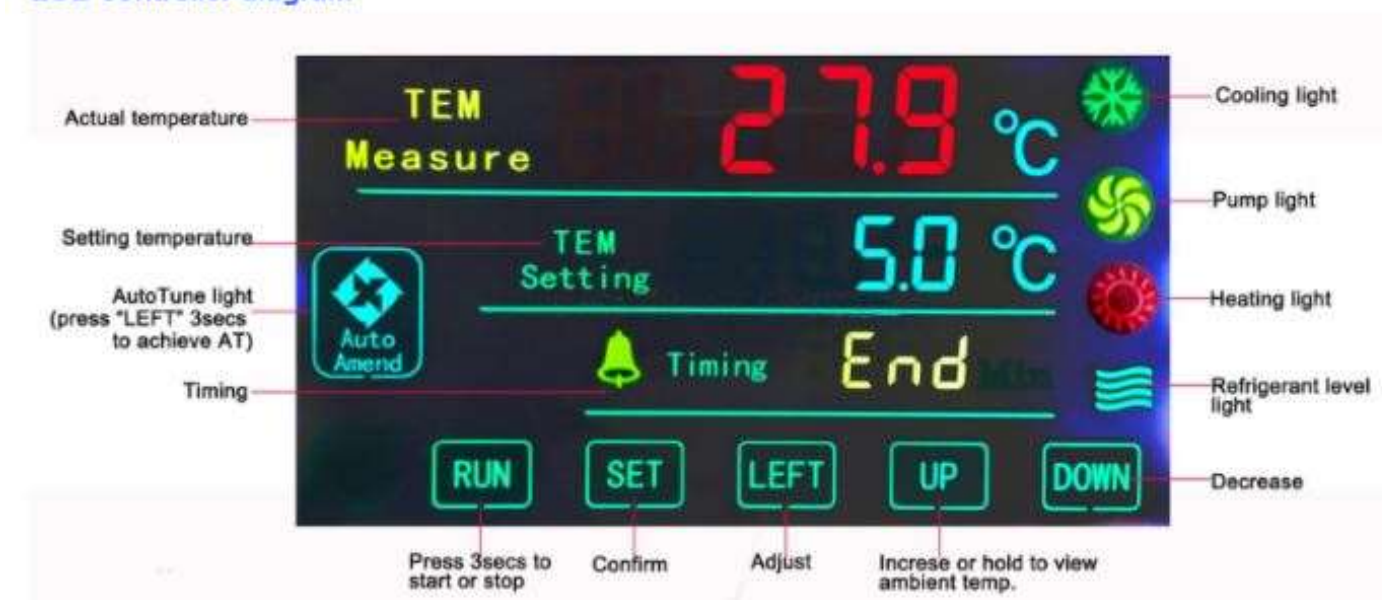 Actual temperature
TEM
Measure
27.9 °C
Cooling light
Pump light
Setting temperature
TEM
Setting
5.0 °C
AutoTune light
(press "LEFT" 3secs
to achieve AT)
Auto
Amend
Heating light
Timing
Timing
End
Min
Refrigerant level
light
RUN
SET
LEFT
UP
DOWN
Decrease
Press 3secs to
start or stop
Confirm
Adjust
Increse or hold to view
ambient temp.